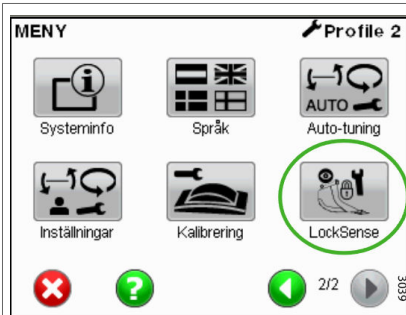 MENY Profile 2
Systeminfo Språk Auto-tuning
AUTO
Inställningar Kalibrering LockSense
2/2
3039